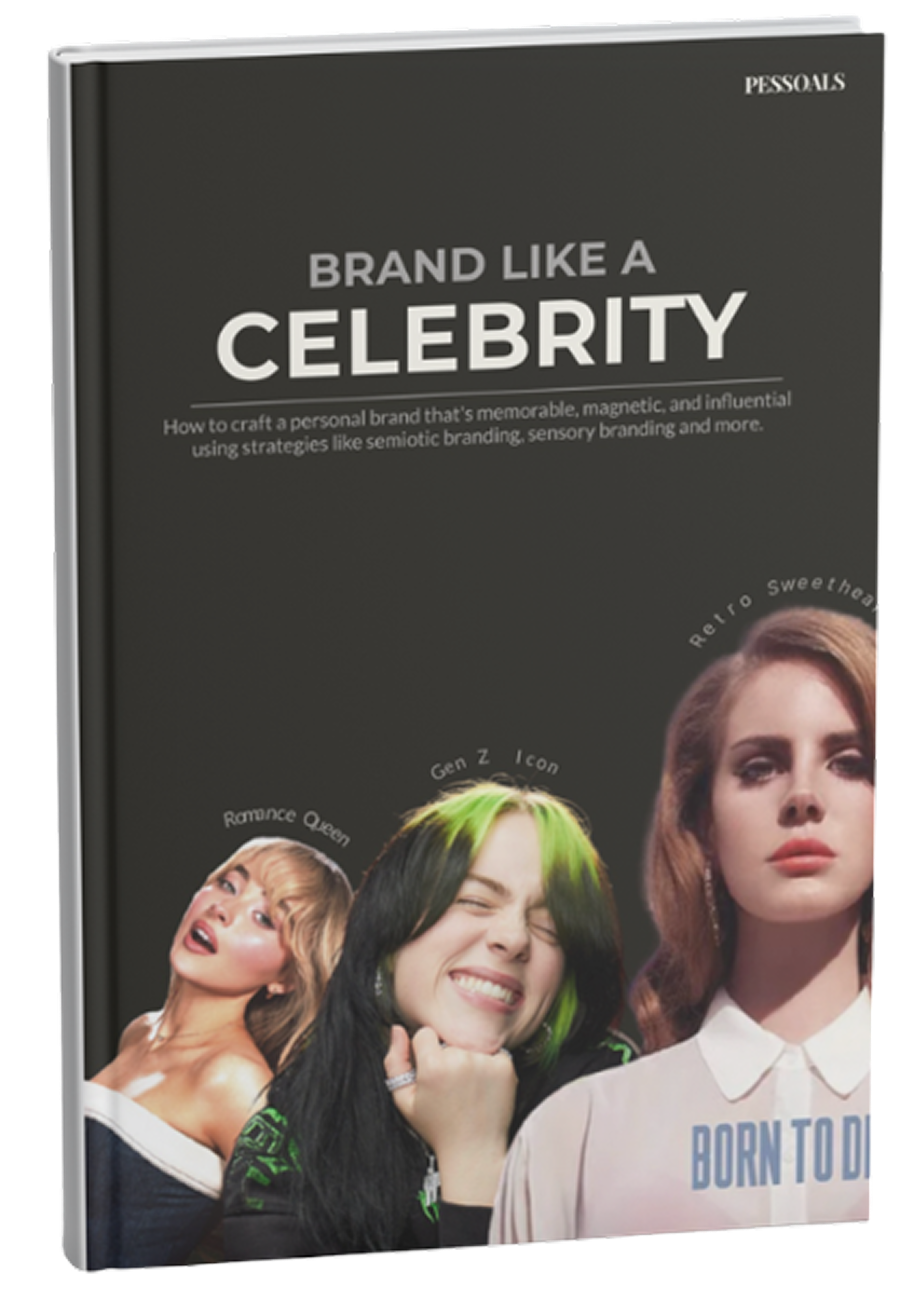 PESSOALS
BRAND LIKE A
CELEBRITY
How to craft a personal brand that's memorable, magnetic, and influential
using strategies like semiotic branding, sensory branding and more.
Retro Sweethear
Gen Z Icon
Romance Queen
BORN TO DI